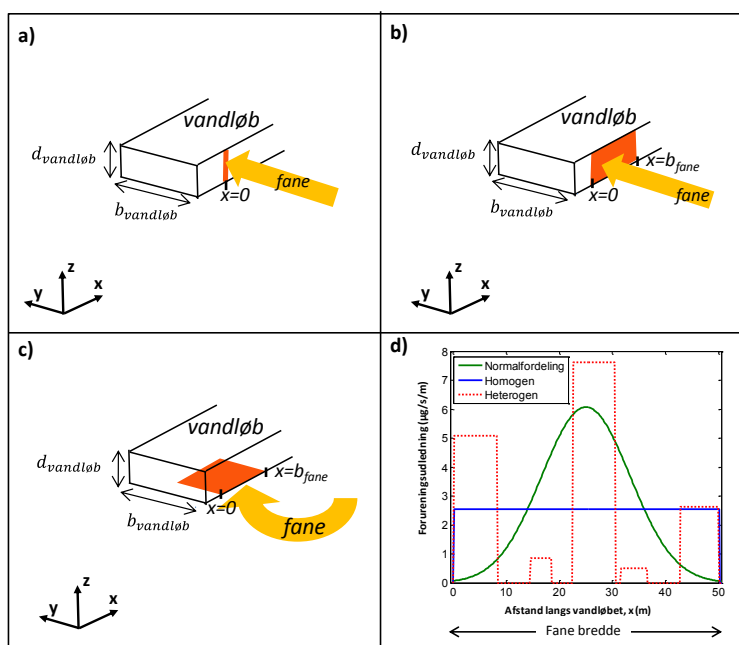 a)
vandløb
d_vandløb
fane
x=0
b_vandløb
z
y
x
b)
vandløb
d_vandløb
x=b_fane
x=0
fane
b_vandløb
z
y
x
c)
vandløb
d_vandløb
x=b_fane
x=0
b_vandløb
fane
z
y
x
d)
8
7
6
5
4
3
2
1
0
Forureningsudledning (µg/s/m)
Normalfordeling
Homogen
Heterogen
0 10 20 30 40 50
Afstand langs vandløbet, x (m)
Fane bredde